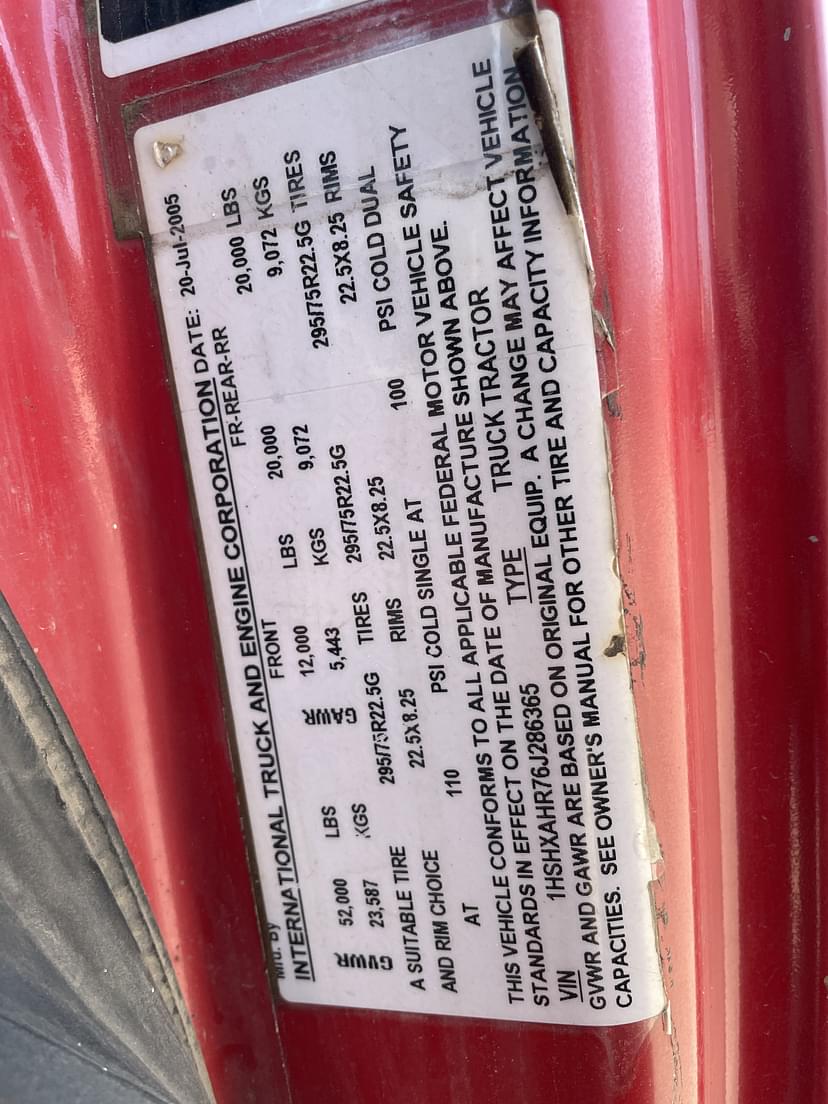 Mfd. By
INTERNATIONAL TRUCK AND ENGINE CORPORATION DATE: 20-Jul-2005
FRONT FR-REAR-RR
GVWR 52,000 LBS GAWR 12,000 LBS 20,000 20,000 LBS
23,587 KGS 5,443 KGS 9,072 9,072 KGS
A SUITABLE TIRE 295/75R22.5G TIRES 295/75R22.5G 295/75R22.5G TIRES
AND RIM CHOICE 22.5X8.25 RIMS 22.5X8.25 22.5X8.25 RIMS
AT 110 PSI COLD SINGLE AT 100 PSI COLD DUAL
THIS VEHICLE CONFORMS TO ALL APPLICABLE FEDERAL MOTOR VEHICLE SAFETY
STANDARDS IN EFFECT ON THE DATE OF MANUFACTURE SHOWN ABOVE.
VIN 1HSHXAHR76J286365 TYPE TRUCK TRACTOR
GVWR AND GAWR ARE BASED ON ORIGINAL EQUIP. A CHANGE MAY AFFECT VEHICLE
CAPACITIES. SEE OWNER'S MANUAL FOR OTHER TIRE AND CAPACITY INFORMATION